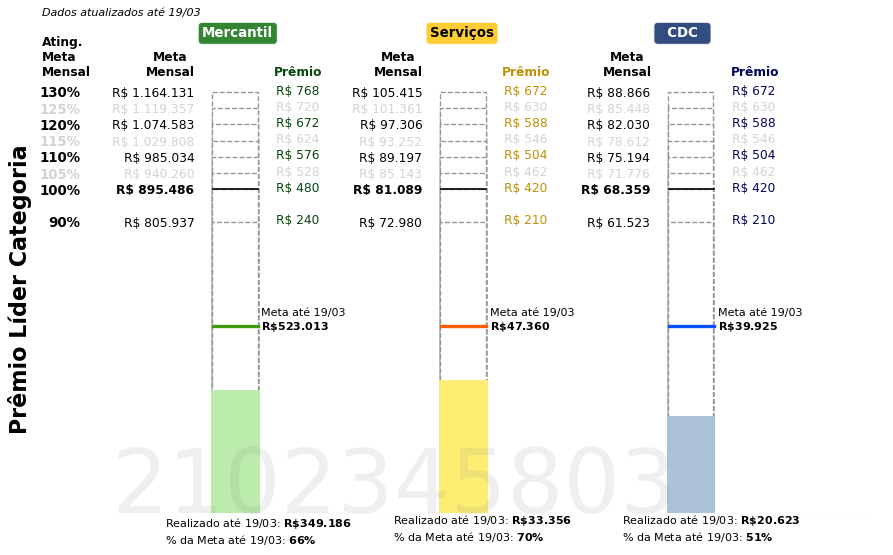 Dados atualizados até 19/03
Mercantil Serviços CDC
Ating. Meta Mensal Meta Mensal Prêmio Meta Mensal Prêmio Meta Mensal Prêmio
130% R$ 1.164.131 R$ 768 R$ 105.415 R$ 672 R$ 88.866 R$ 672
125% R$ 1.119.357 R$ 720 R$ 101.361 R$ 630 R$ 85.448 R$ 630
120% R$ 1.074.583 R$ 672 R$ 97.306 R$ 588 R$ 82.030 R$ 588
115% R$ 1.029.808 R$ 624 R$ 93.252 R$ 546 R$ 78.612 R$ 546
110% R$ 985.034 R$ 576 R$ 89.197 R$ 504 R$ 75.194 R$ 504
105% R$ 940.260 R$ 528 R$ 85.143 R$ 462 R$ 71.776 R$ 462
100% R$ 895.486 R$ 480 R$ 81.089 R$ 420 R$ 68.359 R$ 420
90% R$ 805.937 R$ 240 R$ 72.980 R$ 210 R$ 61.523 R$ 210
Prêmio Líder Categoria
Meta até 19/03 Meta até 19/03 Meta até 19/03
R$523.013 R$47.360 R$39.925
2102345803
Realizado até 19/03: R$349.186 Realizado até 19/03: R$33.356 Realizado até 19/03: R$20.623
% da Meta até 19/03: 66% % da Meta até 19/03: 70% % da Meta até 19/03: 51%